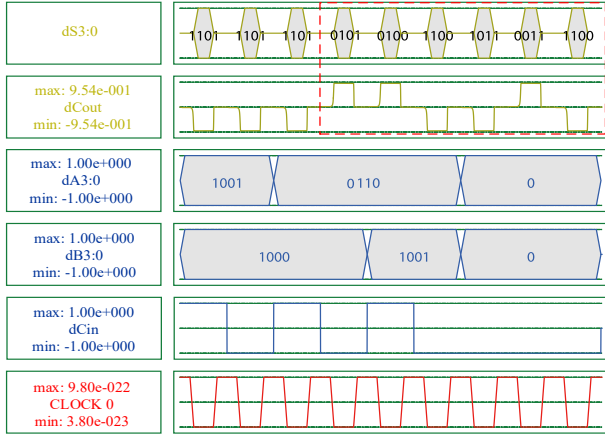 dS3:0
1101 1101 1101 0101 0100 1100 1011 0011 1100
max: 9.54e-001
dCout
min: -9.54e-001
max: 1.00e+000
dA3:0
min: -1.00e+000
1001 0110 0
max: 1.00e+000
dB3:0
min: -1.00e+000
1000 1001 0
max: 1.00e+000
dCin
min: -1.00e+000
max: 9.80e-022
CLOCK 0
min: 3.80e-023